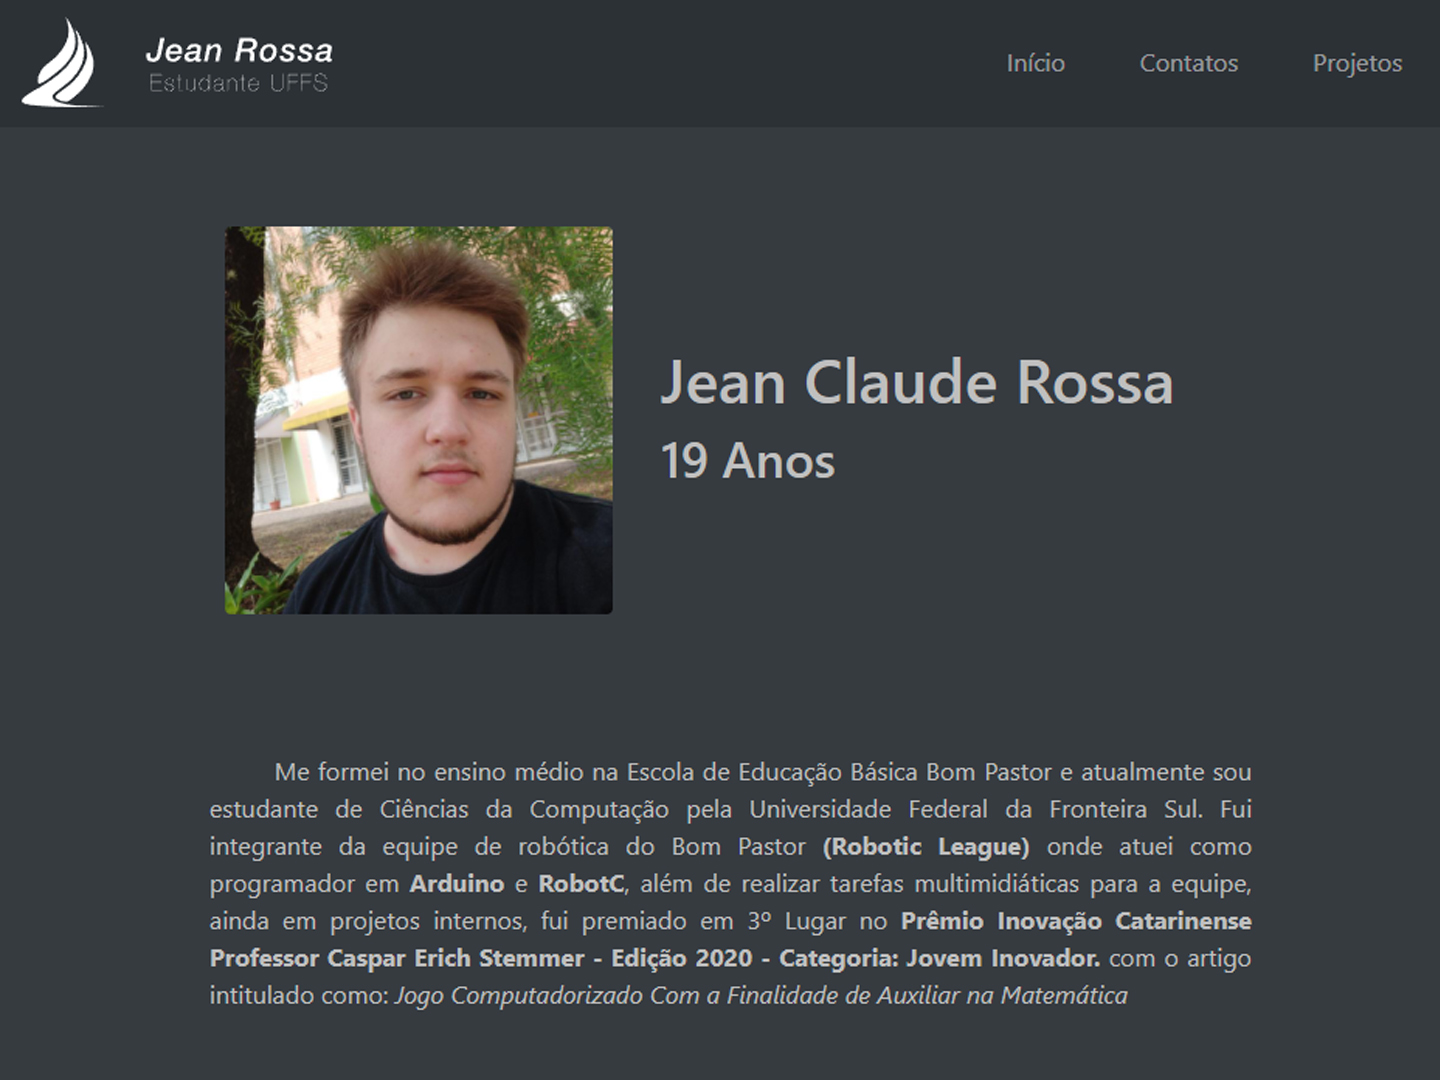 Jean Rossa
Estudante UFFS
Início Contatos Projetos
Jean Claude Rossa
19 Anos
Me formei no ensino médio na Escola de Educação Básica Bom Pastor e atualmente sou
estudante de Ciências da Computação pela Universidade Federal da Fronteira Sul. Fui
integrante da equipe de robótica do Bom Pastor (Robotic League) onde atuei como
programador em Arduino e RobotC, além de realizar tarefas multimidiáticas para a equipe,
ainda em projetos internos, fui premiado em 3º Lugar no Prêmio Inovação Catarinense
Professor Caspar Erich Stemmer - Edição 2020 - Categoria: Jovem Inovador. com o artigo
intitulado como: Jogo Computadorizado Com a Finalidade de Auxiliar na Matemática